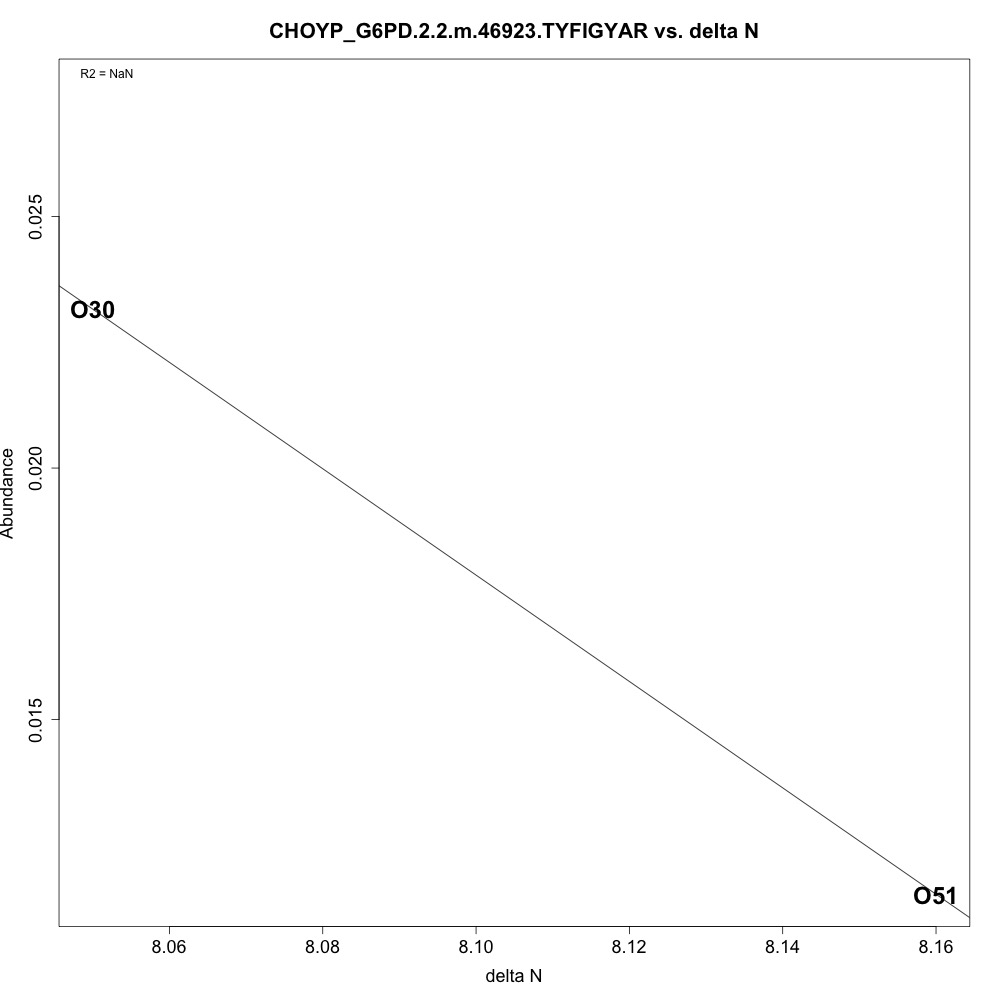 CHOYP_G6PD.2.2.m.46923.TYFIGYAR vs. delta N
R2 = NaN
0.025
O30
0.020
Abundance
0.015
O51
8.06 8.08 8.10 8.12 8.14 8.16
delta N